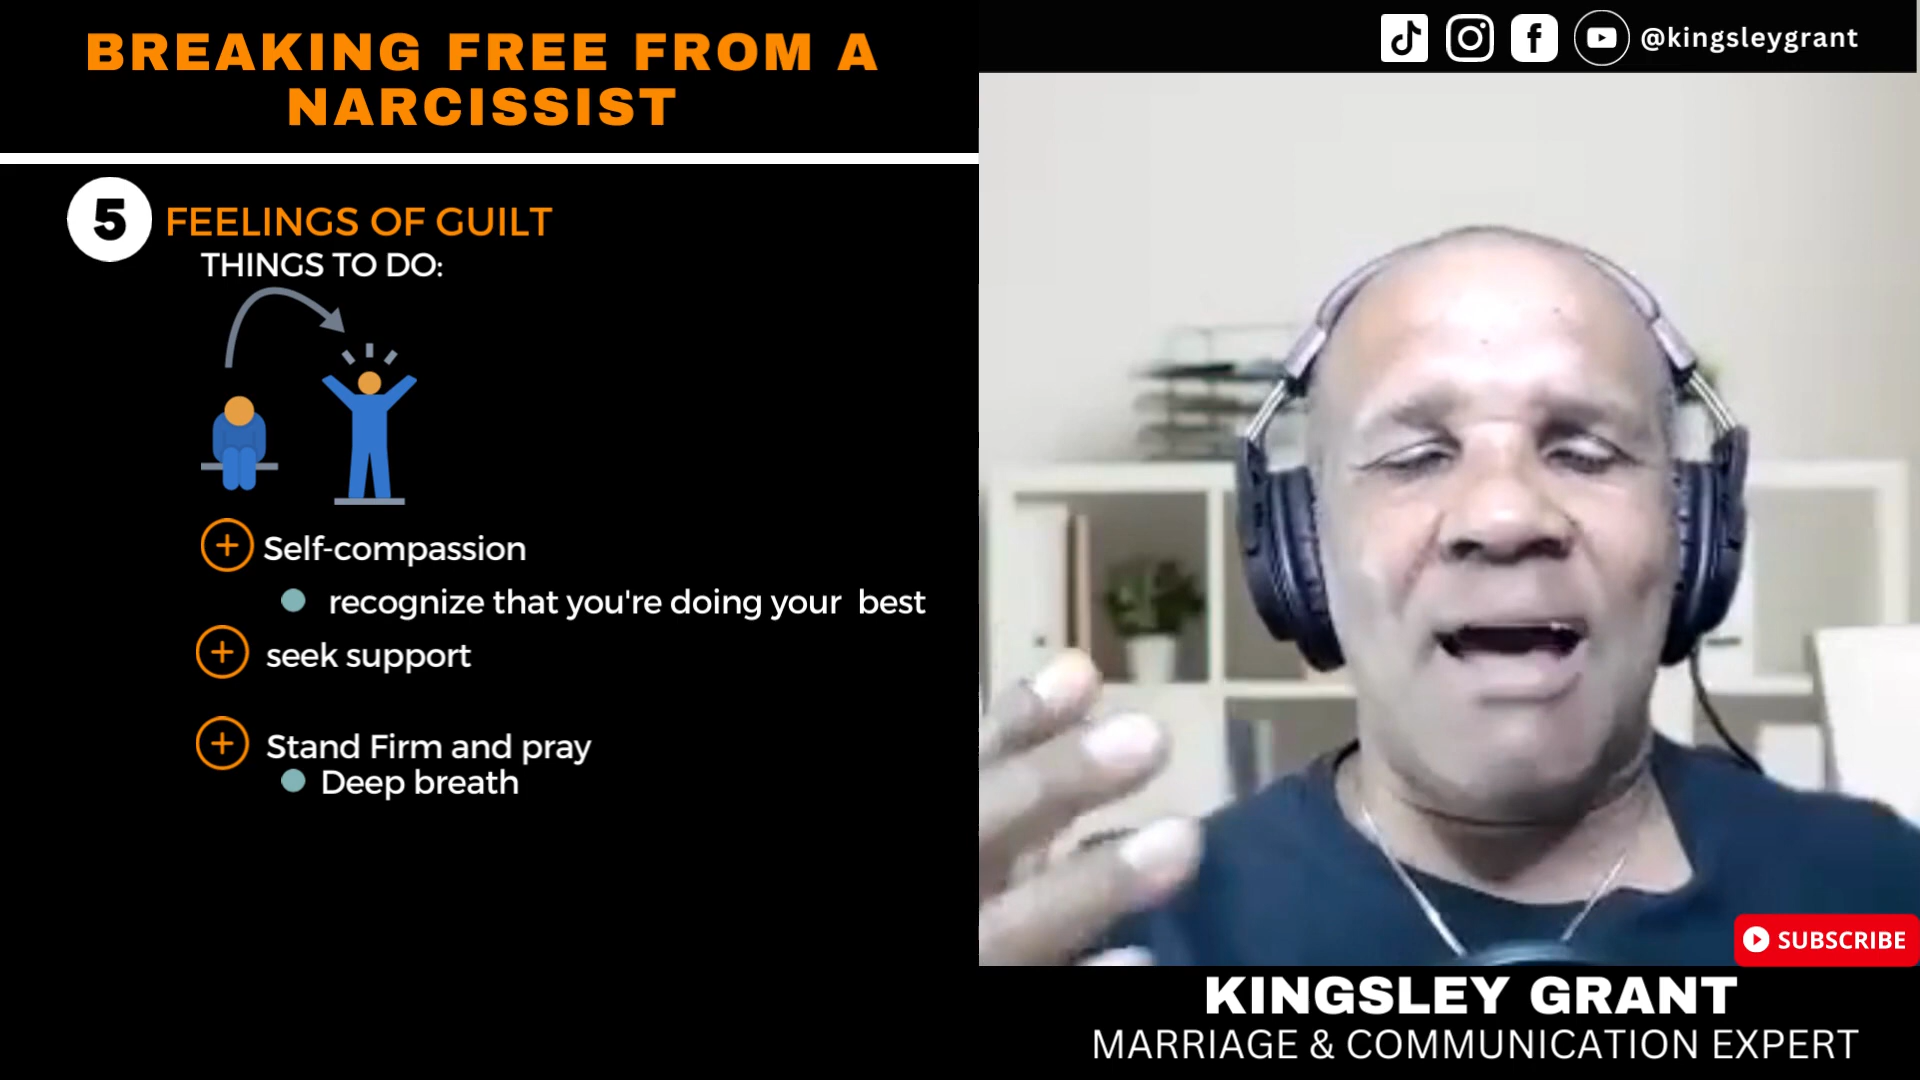 BREAKING FREE FROM A
NARCISSIST
5
FEELINGS OF GUILT
THINGS TO DO:
Self-compassion
recognize that you're doing your best
seek support
Stand Firm and pray
Deep breath
@kingsleygrant
SUBSCRIBE
KINGSLEY GRANT
MARRIAGE & COMMUNICATION EXPERT